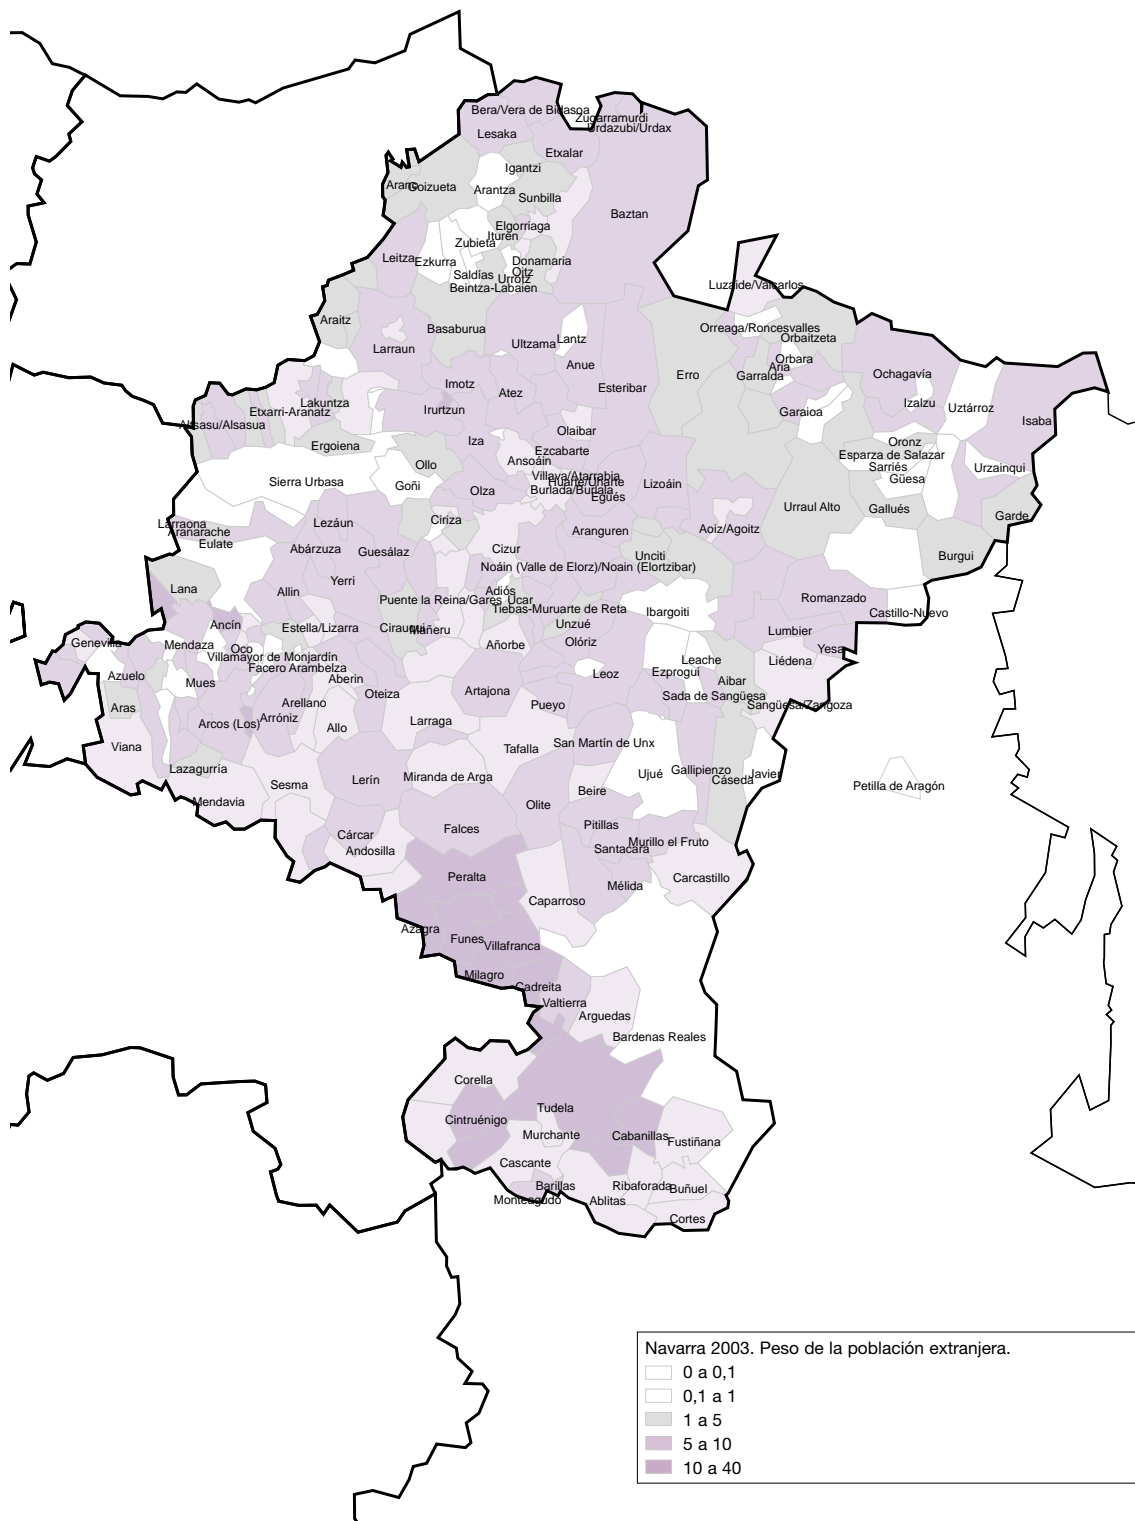 Bera/Vera de Bidasoa
Zugarramurdi
Urdazubi/Urdax
Lesaka
Etxalar
Igantzi
Arano
Goizueta
Arantza
Sunbilla
Baztan
Elgorriaga
Ituren
Zubieta
Leitza
Ezkurra
Donamaria
Oitz
Saldías
Urrotz
Beintza-Labaien
Luzaide/Valcarlos
Araitz
Basaburua
Orreaga/Roncesvalles
Orbaitzeta
Larraun
Ultzama
Lantz
Anue
Orbara
Aria
Erro
Garralda
Ochagavía
Imotz
Atez
Esteribar
Lakuntza
Etxarri-Aranatz
Irurtzun
Garaioa
Izalzu
Uztárroz
Isaba
Altsasu/Alsasua
Olaibar
Iza
Ergoiena
Oronz
Ezcabarte
Esparza de Salazar
Ansoáin
Ollo
Sarriés
Urzainqui
Villava/Atarrabia
Güesa
Sierra Urbasa
Goñi
Huarte/Uharte
Olza
Burlada/Burlata
Lizoáin
Egués
Urraul Alto
Gallués
Garde
Larraona
Aranarache
Lezáun
Ciriza
Aranguren
Aoiz/Agoitz
Eulate
Abárzuza
Guesálaz
Cizur
Unciti
Burgui
Noáin (Valle de Elorz)/Noain (Elortzibar)
Yerri
Lana
Allin
Adiós
Puente la Reina/Gares
Ucar
Romanzado
Tiebas-Muruarte de Reta
Ibargoiti
Castillo-Nuevo
Ancín
Estella/Lizarra
Cirauqui
Mañeru
Unzué
Lumbier
Genevilla
Mendaza
Oco
Añorbe
Olóriz
Yesa
Villamayor de Monjardín
Leache
Liédena
Facero Arambelza
Azuelo
Mues
Aberin
Leoz
Ezprogui
Aibar
Oteiza
Artajona
Sada de Sangüesa
Arellano
Pueyo
Sangüesa/Zangoza
Aras
Arcos (Los)
Arróniz
Allo
Larraga
Viana
Tafalla
San Martín de Unx
Lazagurría
Lerín
Miranda de Arga
Ujué
Gallipienzo
Cáseda
Javier
Sesma
Beire
Petilla de Aragón
Mendavia
Olite
Cárcar
Falces
Pitillas
Andosilla
Santacara
Murillo el Fruto
Peralta
Mélida
Carcastillo
Caparroso
Azagra
Funes
Villafranca
Milagro
Cadreita
Valtierra
Arguedas
Bardenas Reales
Corella
Tudela
Cintruénigo
Murchante
Cabanillas
Fustiñana
Cascante
Barillas
Ribaforada
Buñuel
Monteagudo
Ablitas
Cortes
Navarra 2003. Peso de la población extranjera.
0 a 0,1
0,1 a 1
1 a 5
5 a 10
10 a 40